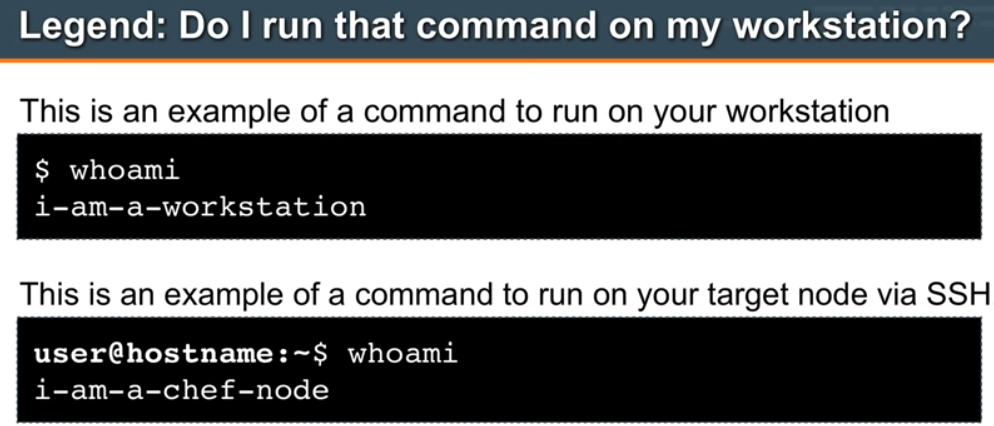 Legend: Do I run that command on my workstation?
This is an example of a command to run on your workstation
$ whoami
i-am-a-workstation
This is an example of a command to run on your target node via SSH
user@hostname:~$ whoami
i-am-a-chef-node